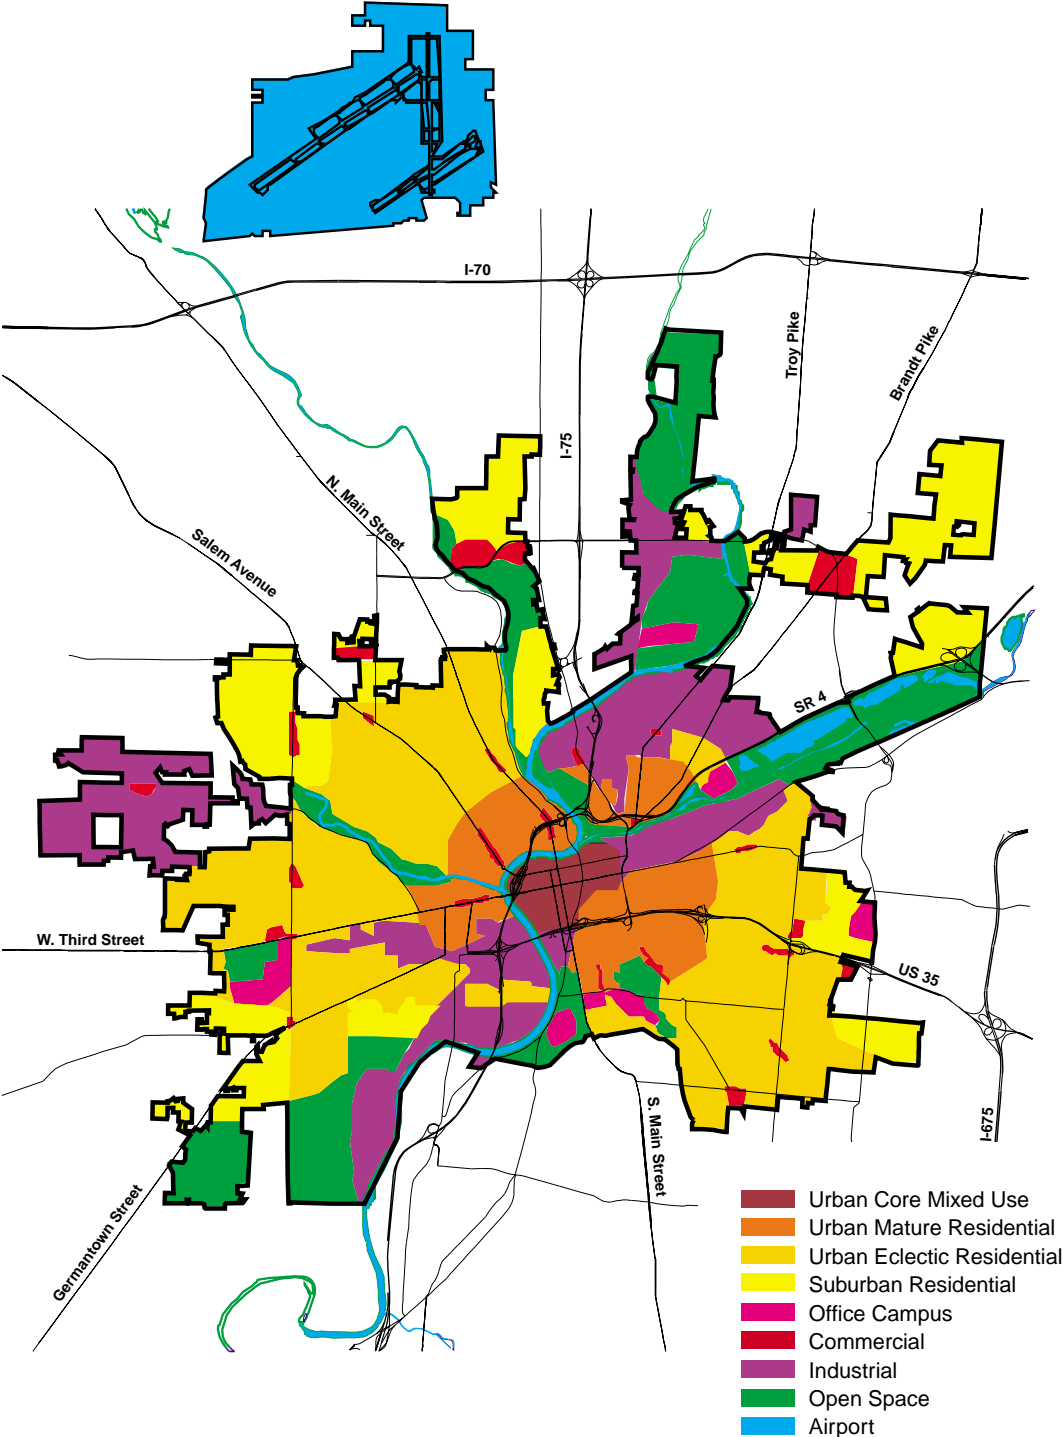 I-70
Troy Pike
Brandt Pike
I-75
N. Main Street
Salem Avenue
SR 4
W. Third Street
US 35
I-675
S. Main Street
Germantown Street
Urban Core Mixed Use
Urban Mature Residential
Urban Eclectic Residential
Suburban Residential
Office Campus
Commercial
Industrial
Open Space
Airport